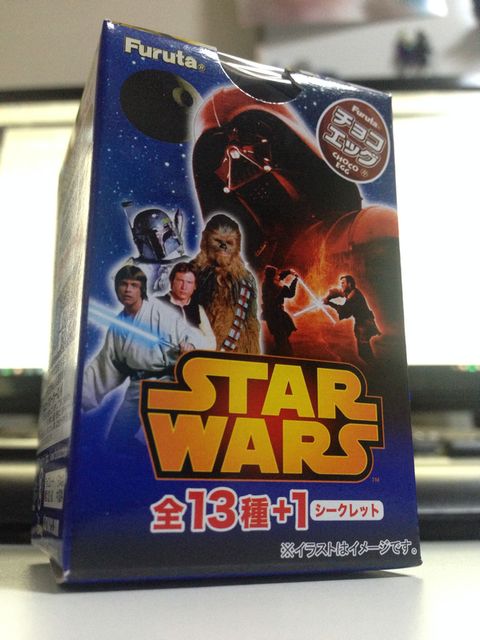 Furuta®
Furuta®
チョコ
エッグ®
CHOCO
EGG
STAR
WARS™
全13種+1シークレット
※イラストはイメージです。